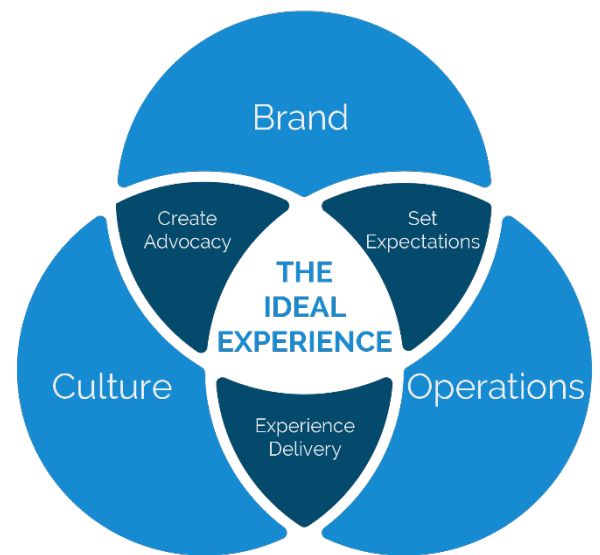 Brand
Create
Advocacy
Set
Expectations
THE
IDEAL
EXPERIENCE
Culture
Operations
Experience
Delivery